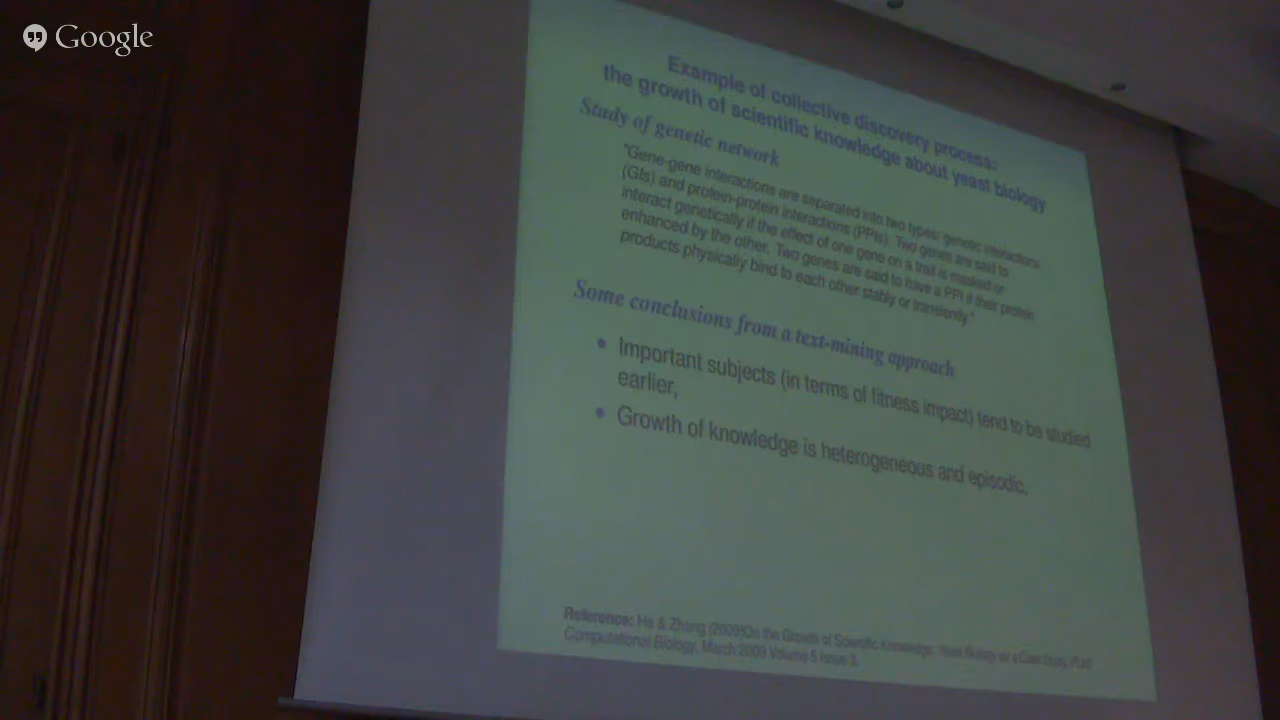 Google
Example of collective discovery process:
the growth of scientific knowledge about yeast biology
Study of genetic network
"Gene-gene interactions are separated into two types: genetic interactions
(GIs) and protein-protein interactions (PPIs). Two genes are said to
interact genetically if the effect of one gene on a trait is masked or
enhanced by the other. Two genes are said to have a PPI if their protein
products physically bind to each other stably or transiently."
Some conclusions from a text-mining approach
• Important subjects (in terms of fitness impact) tend to be studied
earlier,
• Growth of knowledge is heterogeneous and episodic.
Reference: He & Zhang (2009)On the Growth of Scientific Knowledge: Yeast Biology as a Case Study, PLoS
Computational Biology, March 2009 Volume 5 Issue 3.